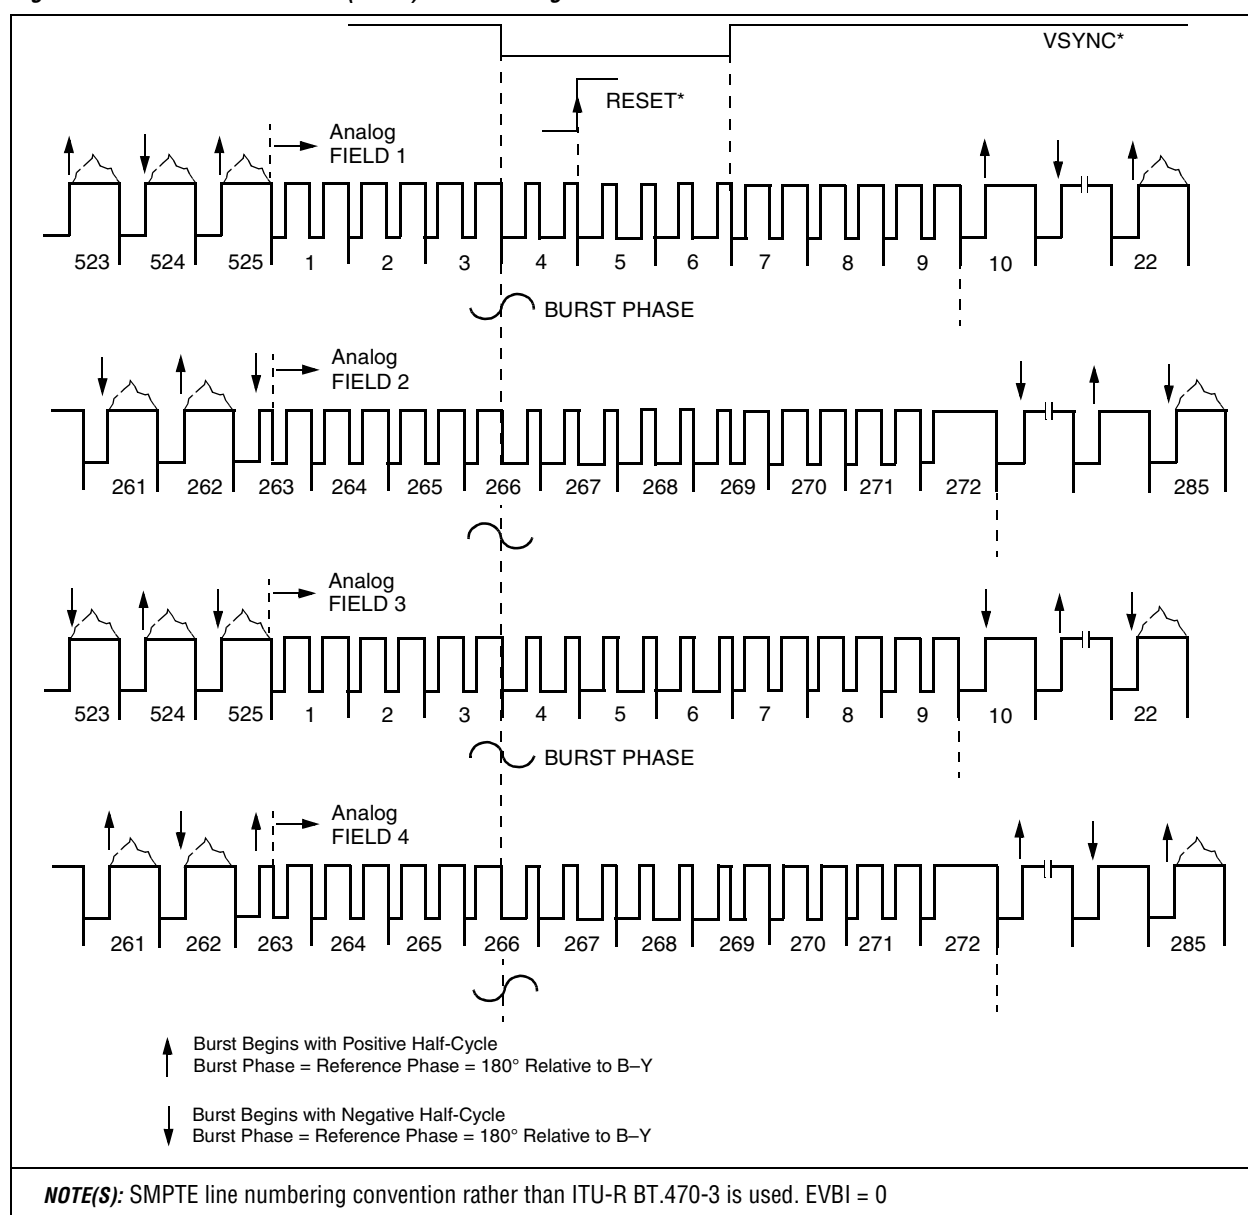 VSYNC*
RESET*
Analog
FIELD 1
523 524 525 1 2 3 4 5 6 7 8 9 10 22
BURST PHASE
Analog
FIELD 2
261 262 263 264 265 266 267 268 269 270 271 272 285
Analog
FIELD 3
523 524 525 1 2 3 4 5 6 7 8 9 10 22
BURST PHASE
Analog
FIELD 4
261 262 263 264 265 266 267 268 269 270 271 272 285
Burst Begins with Positive Half-Cycle
Burst Phase = Reference Phase = 180° Relative to B–Y
Burst Begins with Negative Half-Cycle
Burst Phase = Reference Phase = 180° Relative to B–Y
NOTE(S): SMPTE line numbering convention rather than ITU-R BT.470-3 is used. EVBI = 0